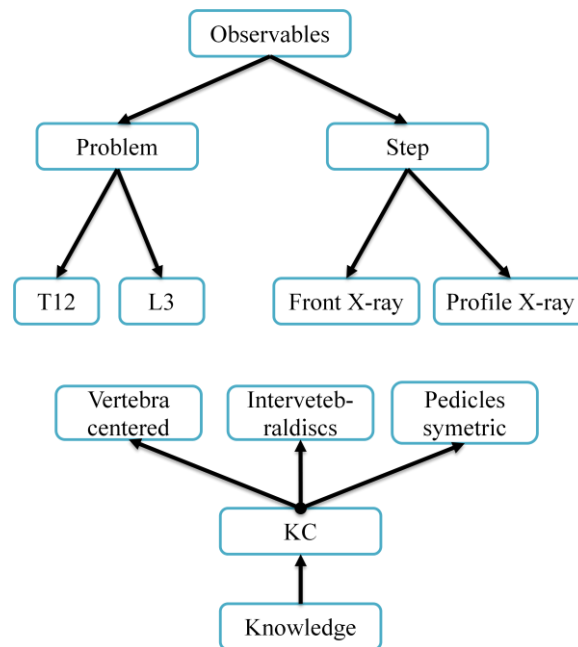 Observables
Problem
Step
T12
L3
Front X-ray
Profile X-ray
Vertebra
centered
Interveteb-
raldiscs
Pedicles
symetric
KC
Knowledge